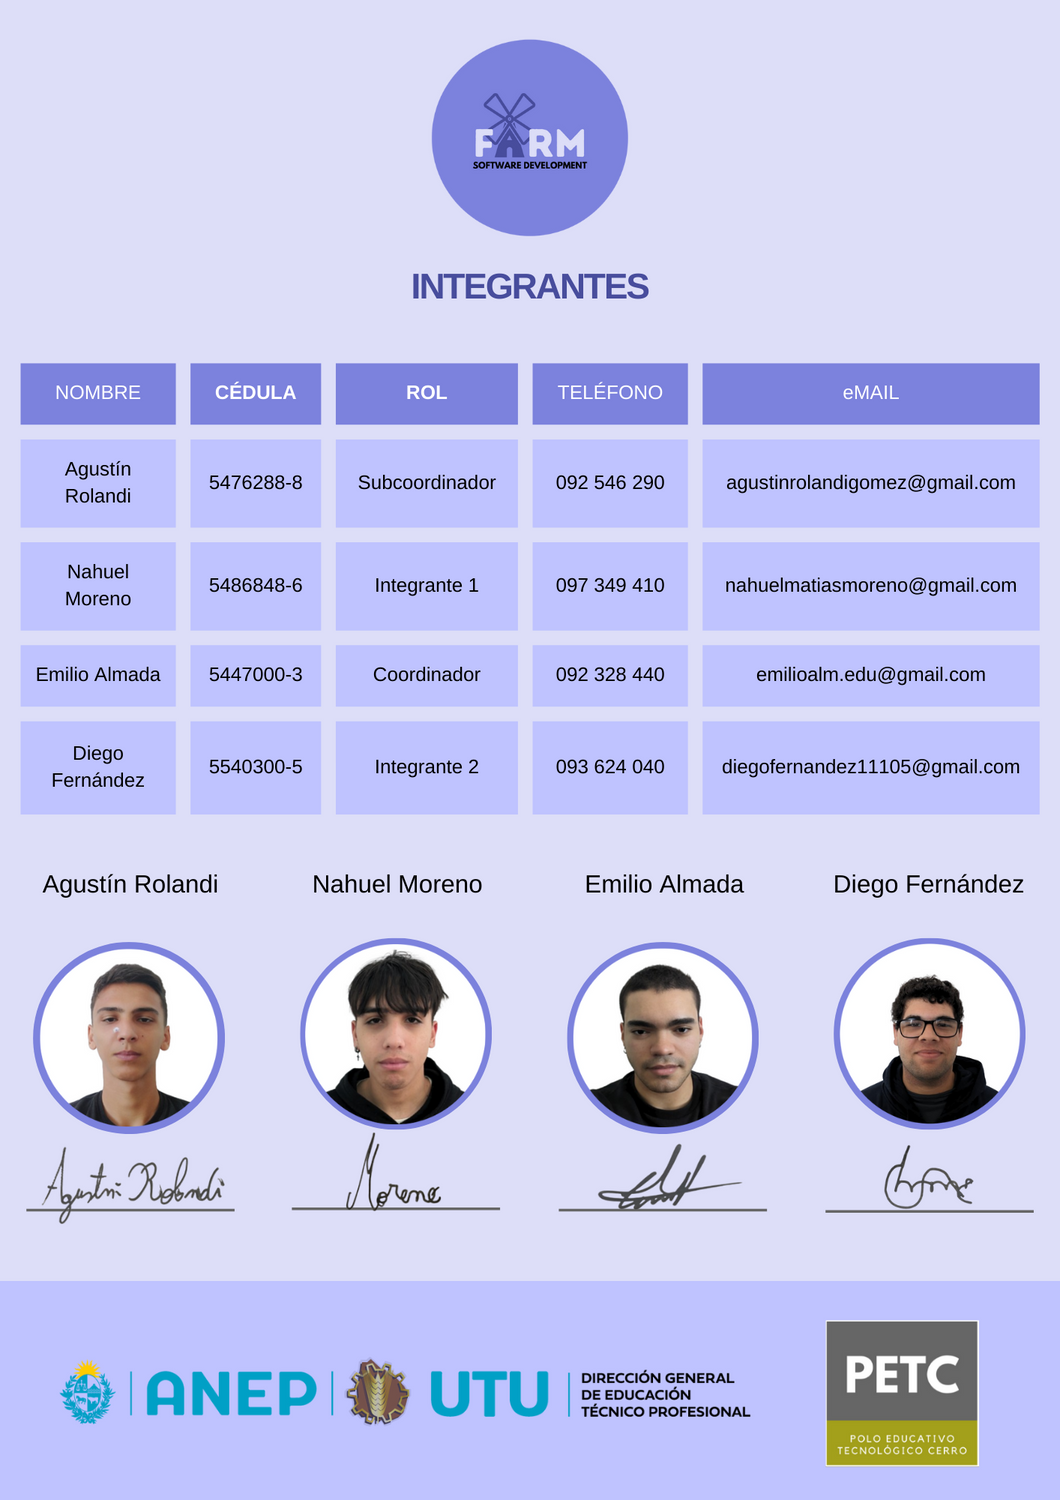 FARM
SOFTWARE DEVELOPMENT
INTEGRANTES
NOMBRE CÉDULA ROL TELÉFONO eMAIL
Agustín
Rolandi
5476288-8 Subcoordinador 092 546 290 agustinrolandigomez@gmail.com
Nahuel
Moreno
5486848-6 Integrante 1 097 349 410 nahuelmatiasmoreno@gmail.com
Emilio Almada 5447000-3 Coordinador 092 328 440 emilioalm.edu@gmail.com
Diego
Fernández
5540300-5 Integrante 2 093 624 040 diegofernandez11105@gmail.com
Agustín Rolandi Nahuel Moreno Emilio Almada Diego Fernández
Agustín Rolandi Moreno
ANEP UTU
DIRECCIÓN GENERAL
DE EDUCACIÓN
TÉCNICO PROFESIONAL
PETC
POLO EDUCATIVO
TECNOLÓGICO CERRO